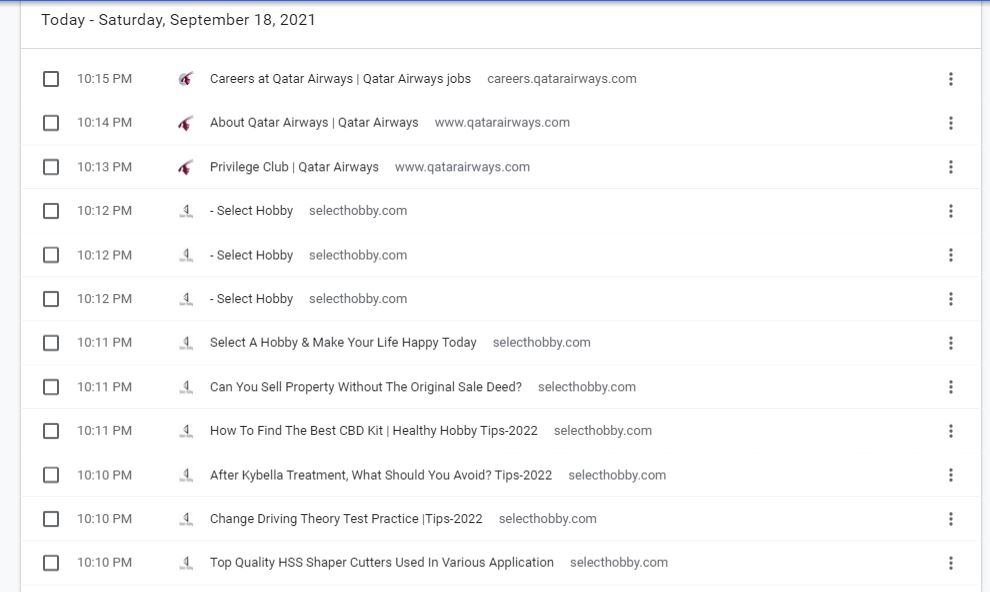 Today - Saturday, September 18, 2021
10:15 PM Careers at Qatar Airways | Qatar Airways jobs careers.qatarairways.com
10:14 PM About Qatar Airways | Qatar Airways www.qatarairways.com
10:13 PM Privilege Club | Qatar Airways www.qatarairways.com
10:12 PM - Select Hobby selecthobby.com
10:12 PM - Select Hobby selecthobby.com
10:12 PM - Select Hobby selecthobby.com
10:11 PM Select A Hobby & Make Your Life Happy Today selecthobby.com
10:11 PM Can You Sell Property Without The Original Sale Deed? selecthobby.com
10:11 PM How To Find The Best CBD Kit | Healthy Hobby Tips-2022 selecthobby.com
10:10 PM After Kybella Treatment, What Should You Avoid? Tips-2022 selecthobby.com
10:10 PM Change Driving Theory Test Practice |Tips-2022 selecthobby.com
10:10 PM Top Quality HSS Shaper Cutters Used In Various Application selecthobby.com